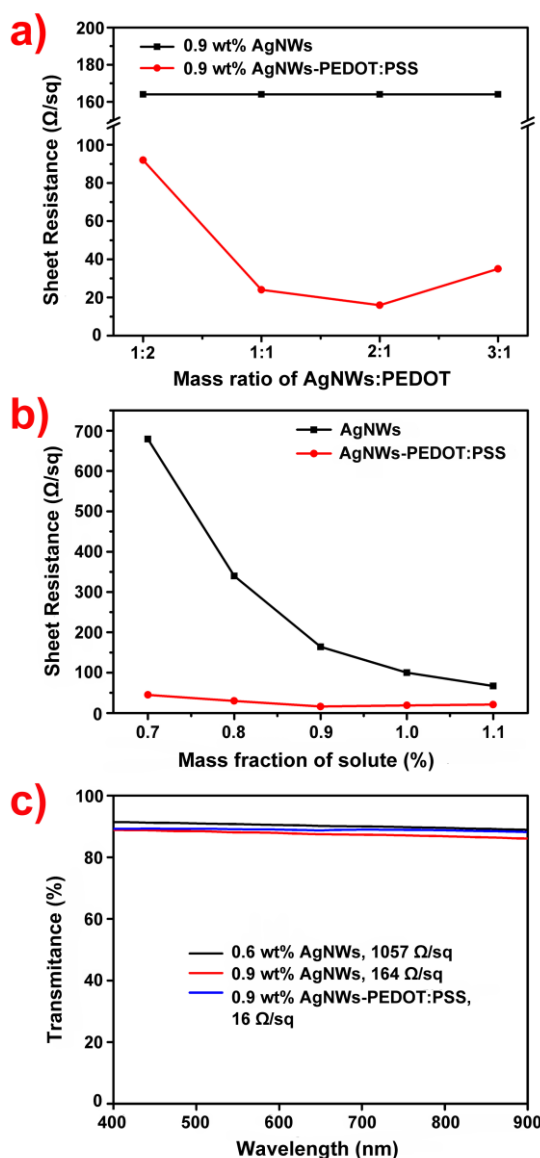 a)
200
180
160
100
80
60
40
20
0
Sheet Resistance (Ω/sq)
0.9 wt% AgNWs
0.9 wt% AgNWs-PEDOT:PSS
1:2 1:1 2:1 3:1
Mass ratio of AgNWs:PEDOT
b)
700
600
500
400
300
200
100
0
Sheet Resistance (Ω/sq)
AgNWs
AgNWs-PEDOT:PSS
0.7 0.8 0.9 1.0 1.1
Mass fraction of solute (%)
c)
100
80
60
40
20
0
Transmitance (%)
0.6 wt% AgNWs, 1057 Ω/sq
0.9 wt% AgNWs, 164 Ω/sq
0.9 wt% AgNWs-PEDOT:PSS,
16 Ω/sq
400 500 600 700 800 900
Wavelength (nm)